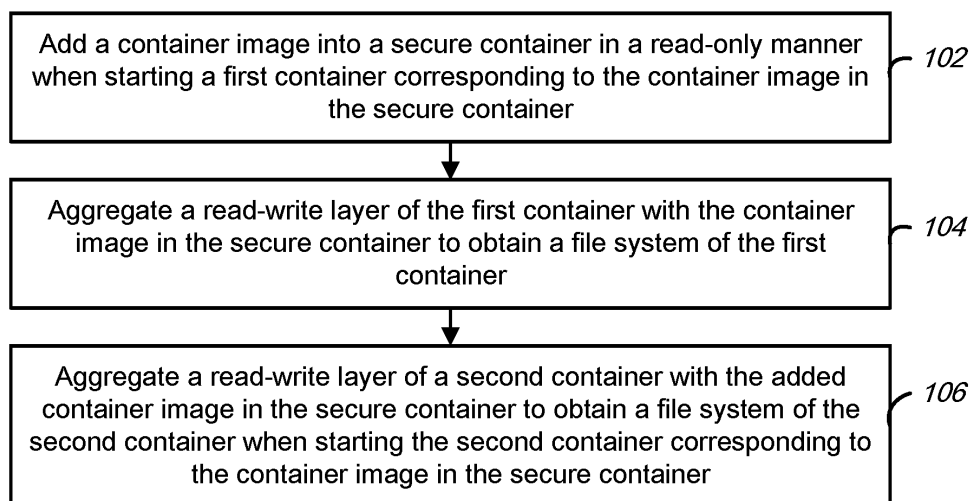 Add a container image into a secure container in a read-only manner
when starting a first container corresponding to the container image in
the secure container
102
Aggregate a read-write layer of the first container with the container
image in the secure container to obtain a file system of the first
container
104
Aggregate a read-write layer of a second container with the added
container image in the secure container to obtain a file system of the
second container when starting the second container corresponding to
the container image in the secure container
106